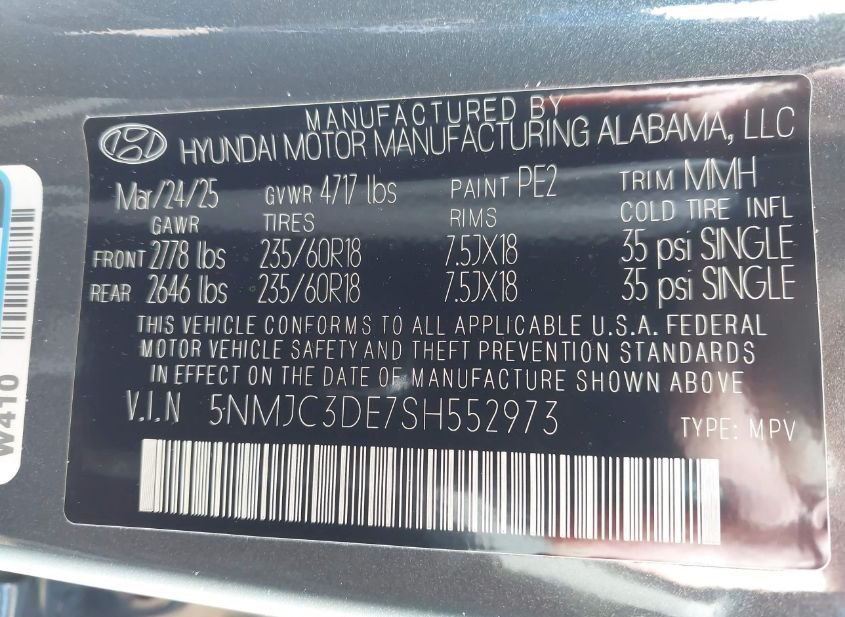 MANUFACTURED BY
HYUNDAI MOTOR MANUFACTURING ALABAMA, LLC
Mar/24/25 GVWR 4717 lbs PAINT PE2 TRIM MMH
GAWR TIRES RIMS COLD TIRE INFL
FRONT 2778 lbs 235/60R18 7.5JX18 35 psi SINGLE
REAR 2646 lbs 235/60R18 7.5JX18 35 psi SINGLE
THIS VEHICLE CONFORMS TO ALL APPLICABLE U.S.A. FEDERAL
MOTOR VEHICLE SAFETY AND THEFT PREVENTION STANDARDS
IN EFFECT ON THE DATE OF MANUFACTURE SHOWN ABOVE
V.I.N 5NMJC3DE7SH552973 TYPE: MPV
W410